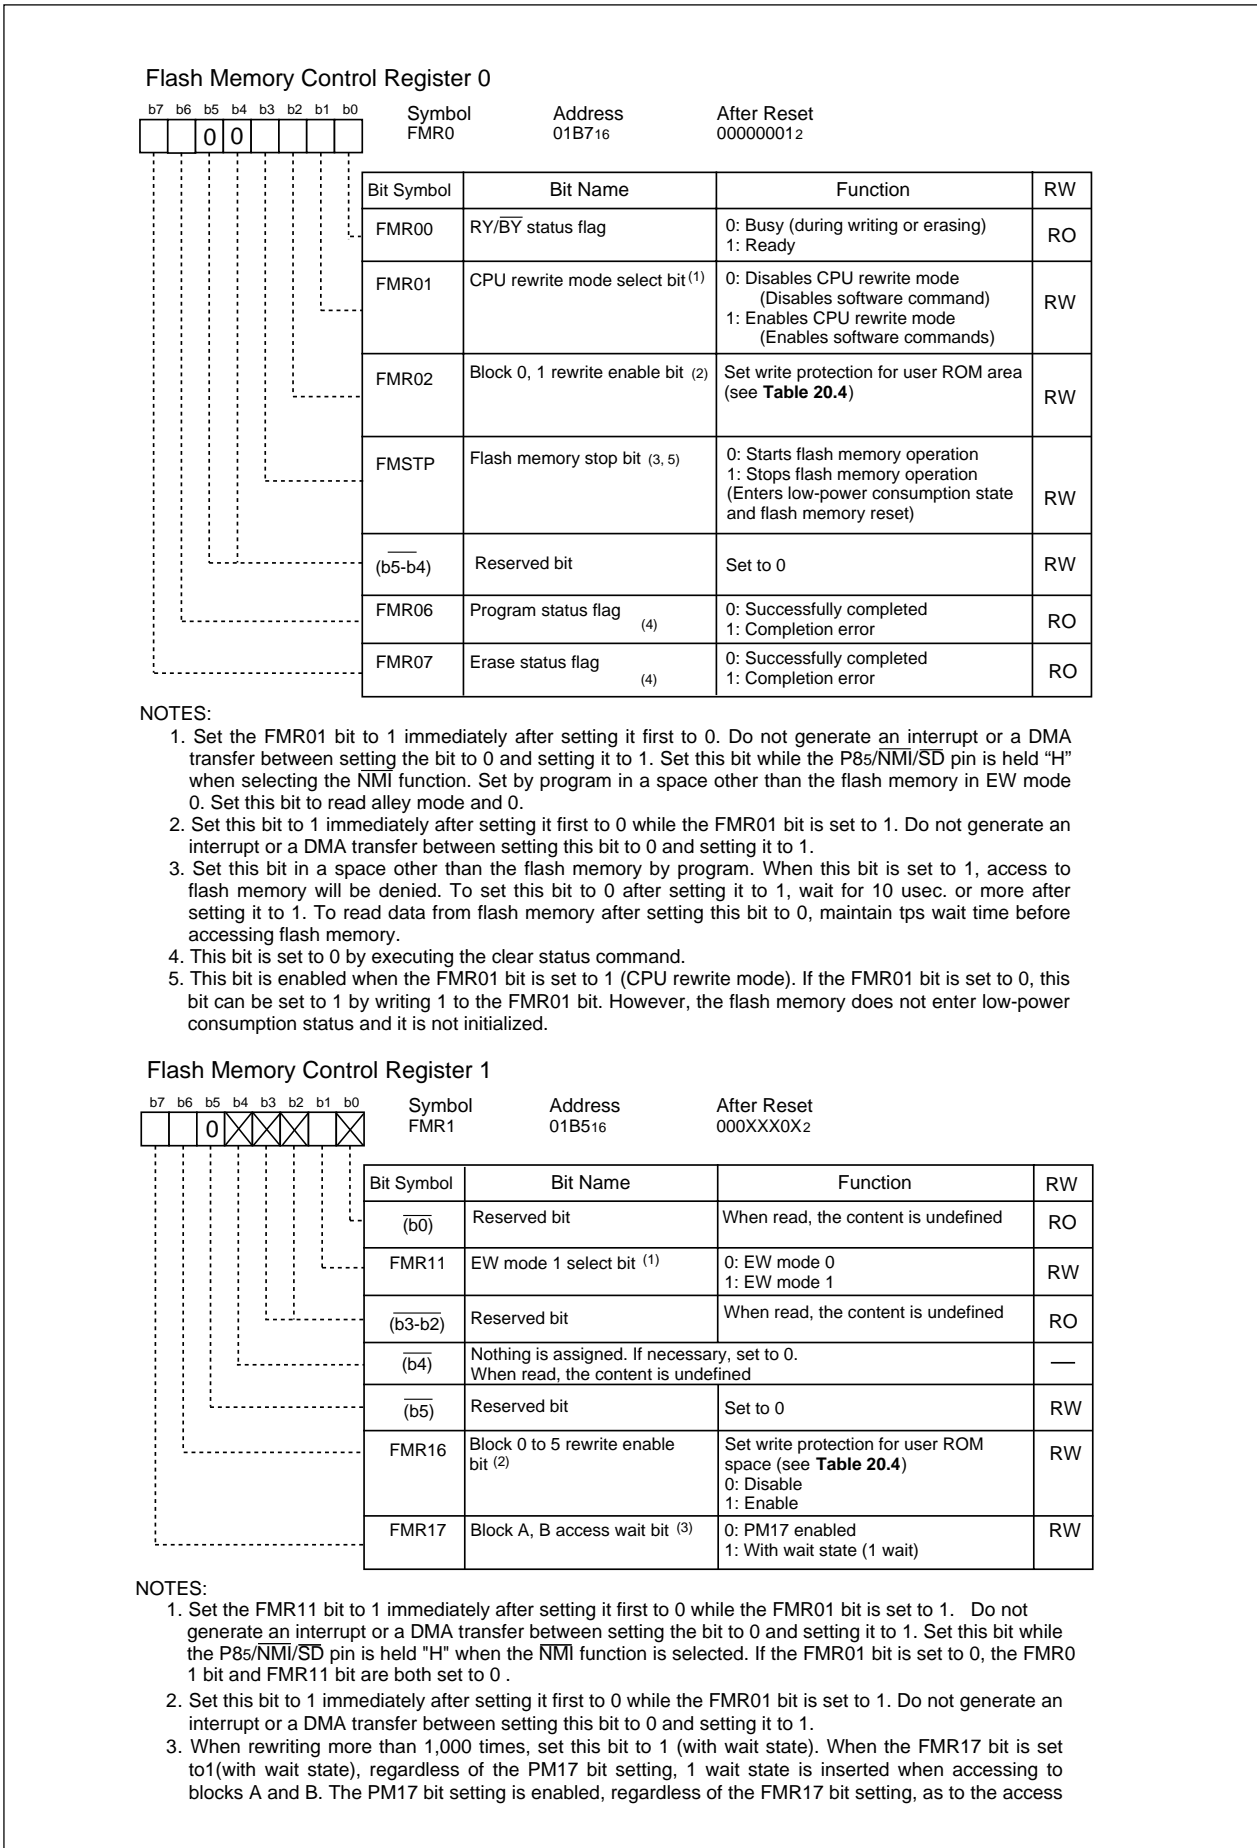 Flash Memory Control Register 0
b7 b6 b5 b4 b3 b2 b1 b0
0 0
Symbol Address After Reset
FMR0 01B716 000000012
Bit Symbol Bit Name Function RW
FMR00 RY/BY status flag 0: Busy (during writing or erasing)
1: Ready RO
FMR01 CPU rewrite mode select bit (1) 0: Disables CPU rewrite mode
(Disables software command)
1: Enables CPU rewrite mode
(Enables software commands) RW
FMR02 Block 0, 1 rewrite enable bit (2) Set write protection for user ROM area
(see Table 20.4) RW
FMSTP Flash memory stop bit (3, 5) 0: Starts flash memory operation
1: Stops flash memory operation
(Enters low-power consumption state
and flash memory reset) RW
(b5-b4) Reserved bit Set to 0 RW
FMR06 Program status flag (4) 0: Successfully completed
1: Completion error RO
FMR07 Erase status flag (4) 0: Successfully completed
1: Completion error RO
NOTES:
1. Set the FMR01 bit to 1 immediately after setting it first to 0. Do not generate an interrupt or a DMA
transfer between setting the bit to 0 and setting it to 1. Set this bit while the P85/NMI/SD pin is held “H”
when selecting the NMI function. Set by program in a space other than the flash memory in EW mode
0. Set this bit to read alley mode and 0.
2. Set this bit to 1 immediately after setting it first to 0 while the FMR01 bit is set to 1. Do not generate an
interrupt or a DMA transfer between setting this bit to 0 and setting it to 1.
3. Set this bit in a space other than the flash memory by program. When this bit is set to 1, access to
flash memory will be denied. To set this bit to 0 after setting it to 1, wait for 10 usec. or more after
setting it to 1. To read data from flash memory after setting this bit to 0, maintain tps wait time before
accessing flash memory.
4. This bit is set to 0 by executing the clear status command.
5. This bit is enabled when the FMR01 bit is set to 1 (CPU rewrite mode). If the FMR01 bit is set to 0, this
bit can be set to 1 by writing 1 to the FMR01 bit. However, the flash memory does not enter low-power
consumption status and it is not initialized.
Flash Memory Control Register 1
b7 b6 b5 b4 b3 b2 b1 b0
0
Symbol Address After Reset
FMR1 01B516 000XXX0X2
Bit Symbol Bit Name Function RW
(b0) Reserved bit When read, the content is undefined RO
FMR11 EW mode 1 select bit (1) 0: EW mode 0
1: EW mode 1 RW
(b3-b2) Reserved bit When read, the content is undefined RO
(b4) Nothing is assigned. If necessary, set to 0.
When read, the content is undefined —
(b5) Reserved bit Set to 0 RW
FMR16 Block 0 to 5 rewrite enable
bit (2) Set write protection for user ROM
space (see Table 20.4)
0: Disable
1: Enable RW
FMR17 Block A, B access wait bit (3) 0: PM17 enabled
1: With wait state (1 wait) RW
NOTES:
1. Set the FMR11 bit to 1 immediately after setting it first to 0 while the FMR01 bit is set to 1. Do not
generate an interrupt or a DMA transfer between setting the bit to 0 and setting it to 1. Set this bit while
the P85/NMI/SD pin is held "H" when the NMI function is selected. If the FMR01 bit is set to 0, the FMR0
1 bit and FMR11 bit are both set to 0 .
2. Set this bit to 1 immediately after setting it first to 0 while the FMR01 bit is set to 1. Do not generate an
interrupt or a DMA transfer between setting this bit to 0 and setting it to 1.
3. When rewriting more than 1,000 times, set this bit to 1 (with wait state). When the FMR17 bit is set
to1(with wait state), regardless of the PM17 bit setting, 1 wait state is inserted when accessing to
blocks A and B. The PM17 bit setting is enabled, regardless of the FMR17 bit setting, as to the access